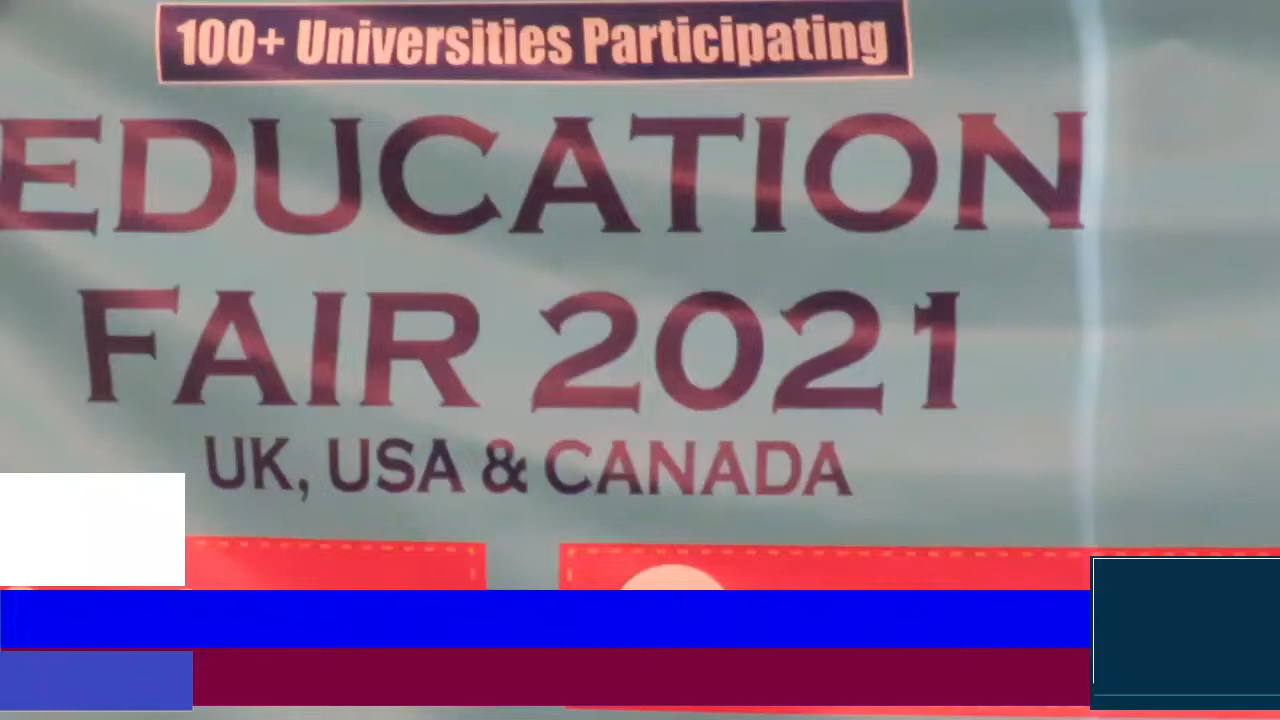 100+ Universities Participating
EDUCATION
FAIR 2021
UK, USA & CANADA